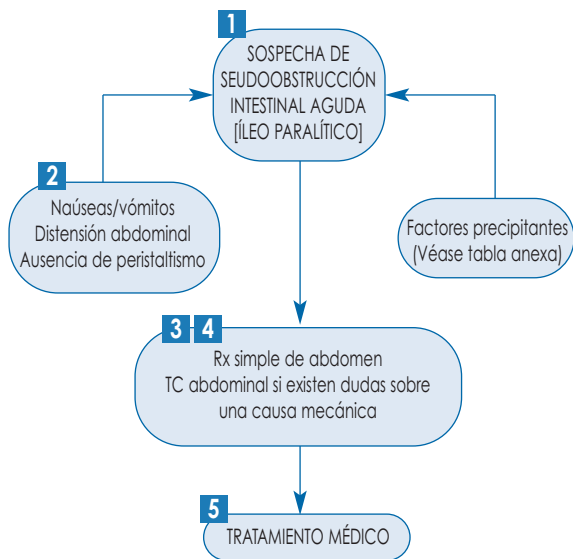 1
SOSPECHA DE
SEUDOOBSTRUCCIÓN
INTESTINAL AGUDA
[ÍLEO PARALÍTICO]
2
Naúseas/vómitos
Distensión abdominal
Ausencia de peristaltismo
Factores precipitantes
(Véase tabla anexa)
3 4
Rx simple de abdomen
TC abdominal si existen dudas sobre
una causa mecánica
5
TRATAMIENTO MÉDICO